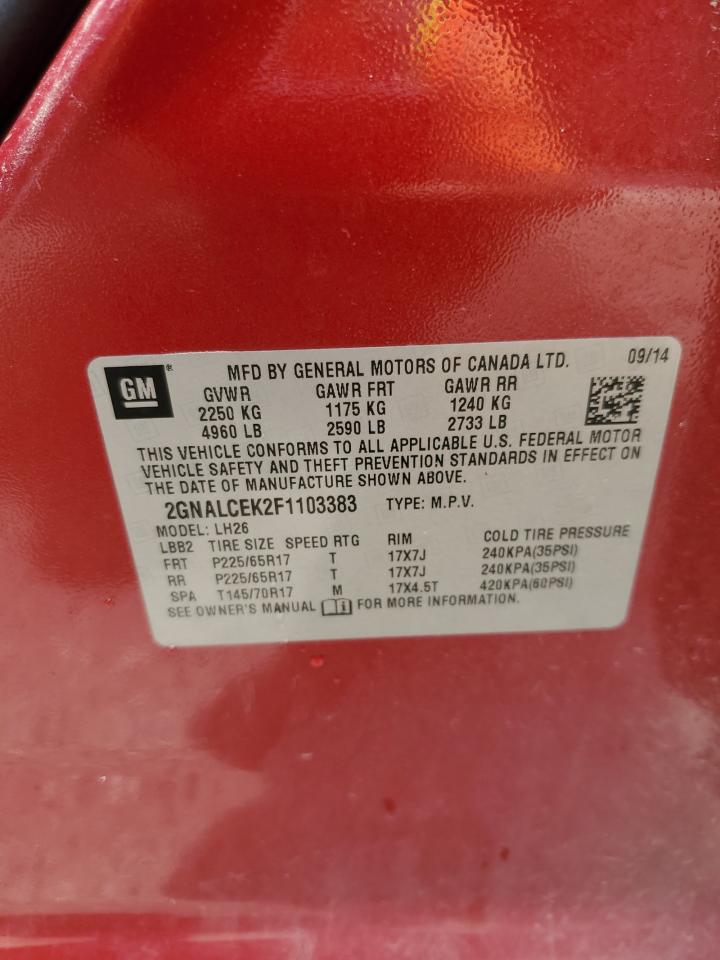 GM ®
MFD BY GENERAL MOTORS OF CANADA LTD. 09/14
GVWR GAWR FRT GAWR RR
2250 KG 1175 KG 1240 KG
4960 LB 2590 LB 2733 LB
THIS VEHICLE CONFORMS TO ALL APPLICABLE U.S. FEDERAL MOTOR
VEHICLE SAFETY AND THEFT PREVENTION STANDARDS IN EFFECT ON
THE DATE OF MANUFACTURE SHOWN ABOVE.
2GNALCEK2F1103383 TYPE: M.P.V.
MODEL: LH26
LBB2 TIRE SIZE SPEED RTG RIM COLD TIRE PRESSURE
FRT P225/65R17 T 17X7J 240KPA(35PSI)
RR P225/65R17 T 17X7J 240KPA(35PSI)
SPA T145/70R17 M 17X4.5T 420KPA(60PSI)
SEE OWNER'S MANUAL FOR MORE INFORMATION.